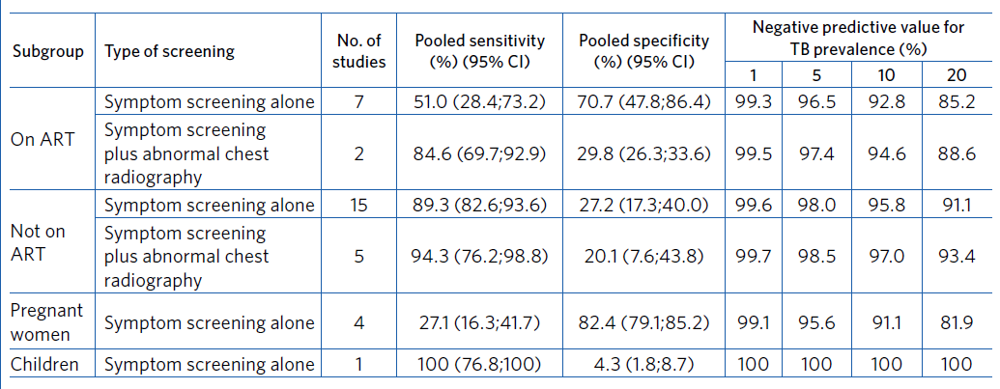 Subgroup Type of screening No. of studies Pooled sensitivity (%) (95% CI) Pooled specificity (%) (95% CI) Negative predictive value for TB prevalence (%)
1 5 10 20
On ART Symptom screening alone 7 51.0 (28.4;73.2) 70.7 (47.8;86.4) 99.3 96.5 92.8 85.2
Symptom screening plus abnormal chest radiography 2 84.6 (69.7;92.9) 29.8 (26.3;33.6) 99.5 97.4 94.6 88.6
Not on ART Symptom screening alone 15 89.3 (82.6;93.6) 27.2 (17.3;40.0) 99.6 98.0 95.8 91.1
Symptom screening plus abnormal chest radiography 5 94.3 (76.2;98.8) 20.1 (7.6;43.8) 99.7 98.5 97.0 93.4
Pregnant women Symptom screening alone 4 27.1 (16.3;41.7) 82.4 (79.1;85.2) 99.1 95.6 91.1 81.9
Children Symptom screening alone 1 100 (76.8;100) 4.3 (1.8;8.7) 100 100 100 100